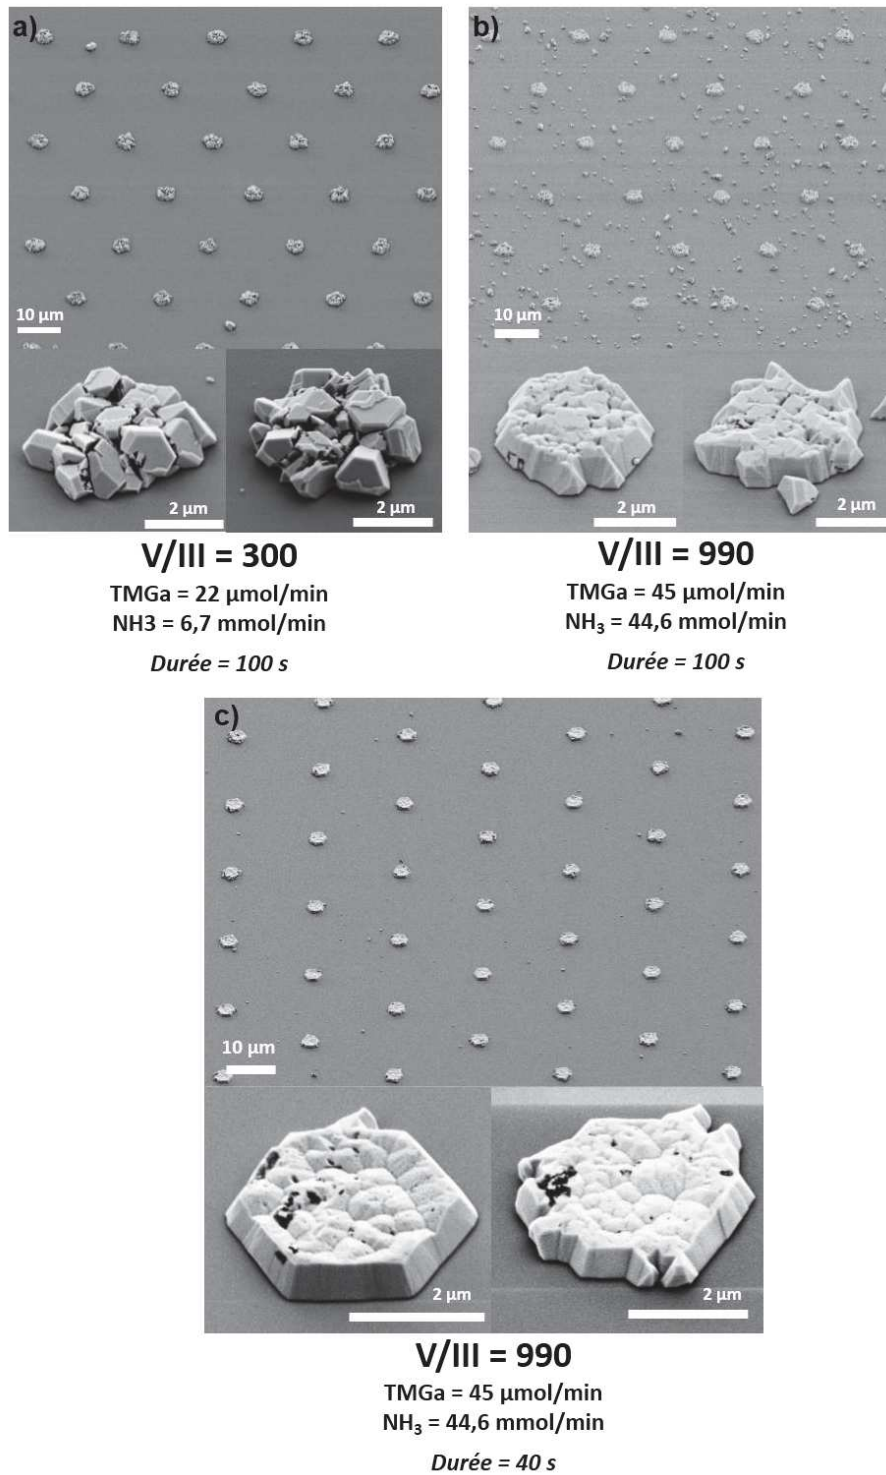 a)
10 µm
2 µm
2 µm
V/III = 300
TMGa = 22 µmol/min
NH3 = 6,7 mmol/min
Durée = 100 s
b)
10 µm
2 µm
2 µm
V/III = 990
TMGa = 45 µmol/min
NH₃ = 44,6 mmol/min
Durée = 100 s
c)
10 µm
2 µm
2 µm
V/III = 990
TMGa = 45 µmol/min
NH₃ = 44,6 mmol/min
Durée = 40 s